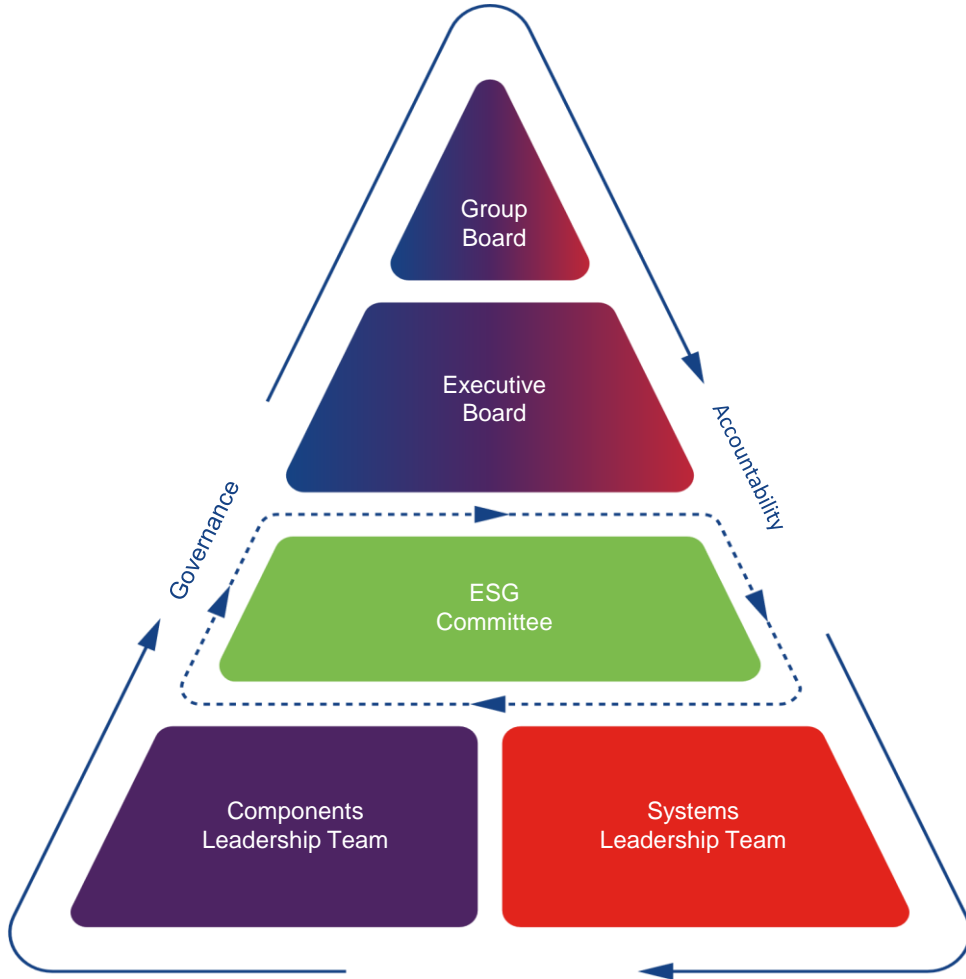 Group
Board
Executive
Board
Accountability
Governance
ESG
Committee
Components
Leadership Team
Systems
Leadership Team